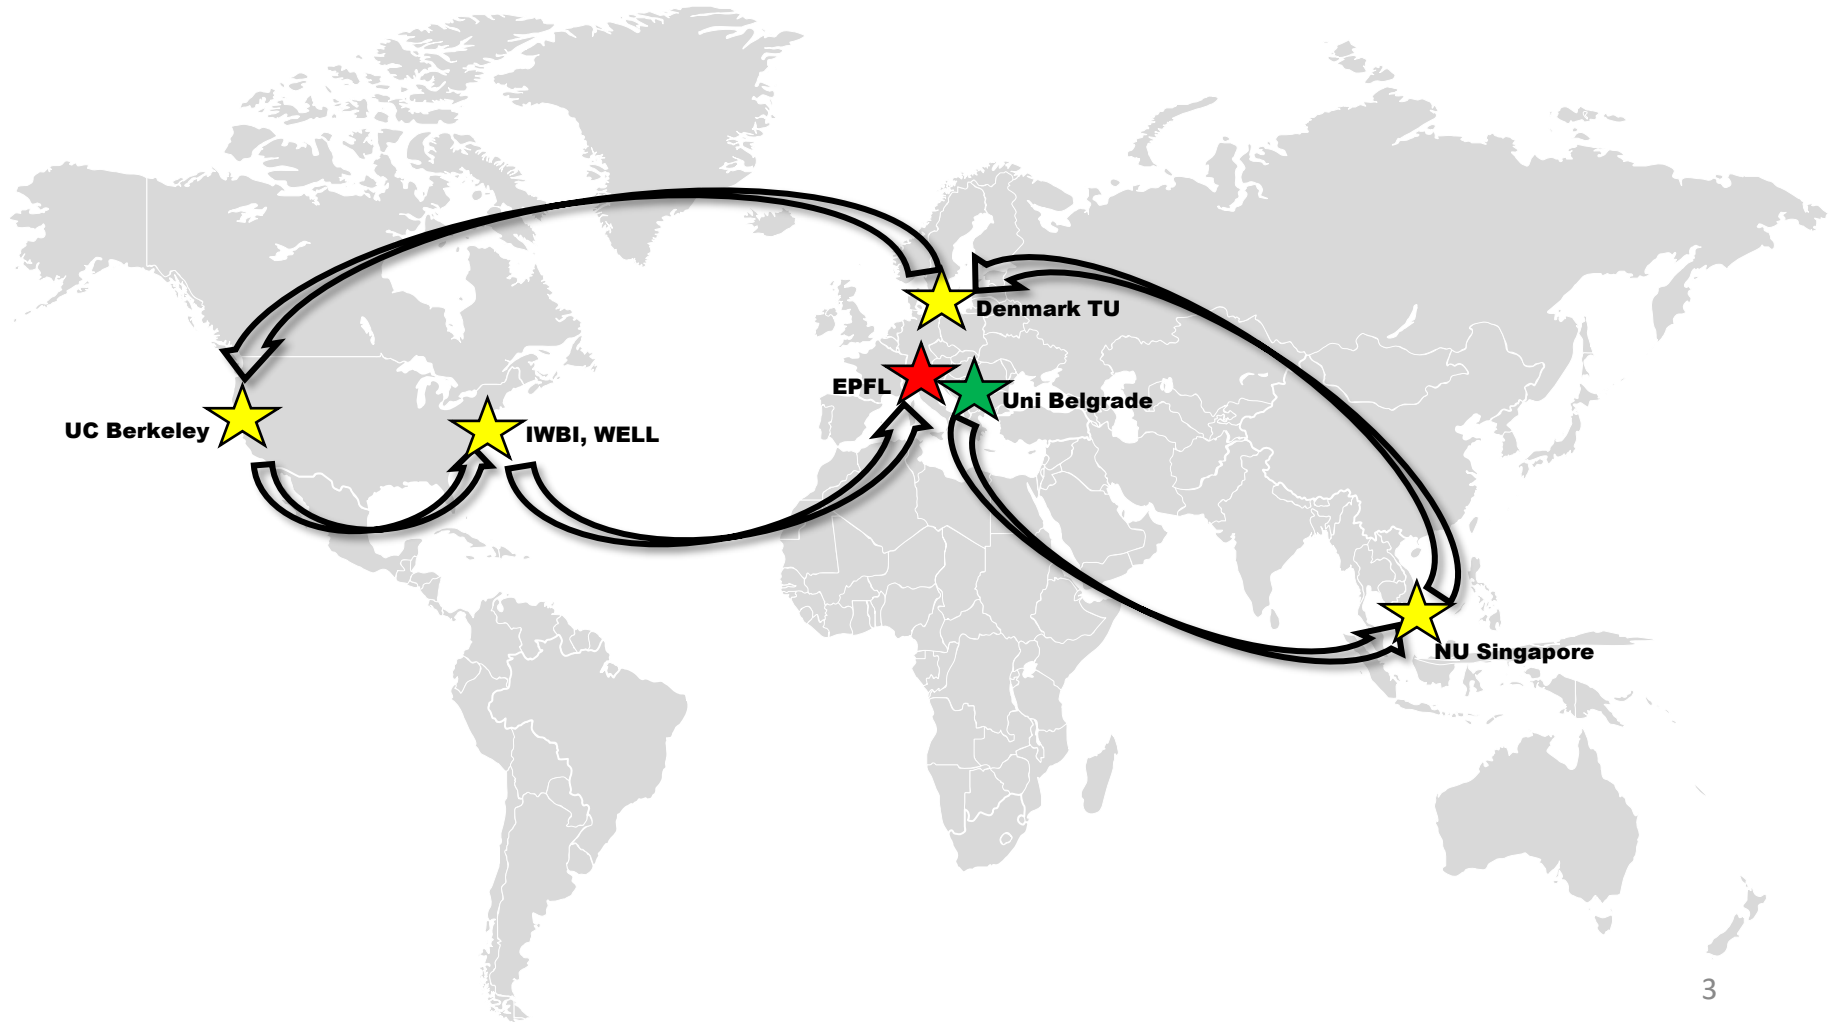 Denmark TU
EPFL
Uni Belgrade
UC Berkeley
IWBI, WELL
NU Singapore
3